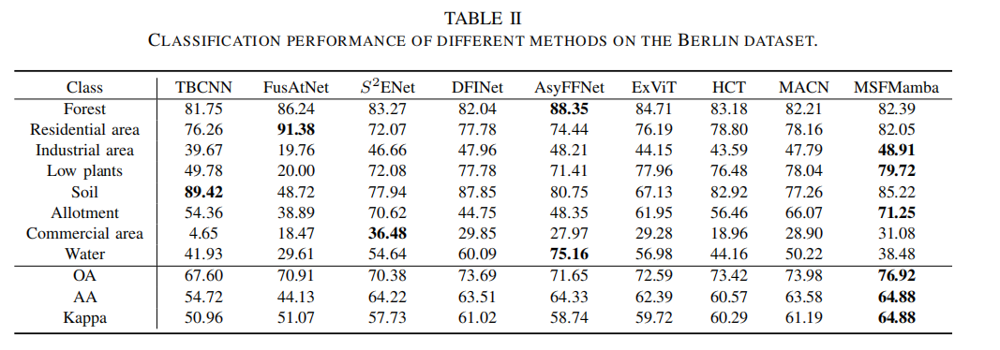 TABLE II
CLASSIFICATION PERFORMANCE OF DIFFERENT METHODS ON THE BERLIN DATASET.
Class TBCNN FusAtNet S²ENet DFINet AsyFFNet ExViT HCT MACN MSFMamba
Forest 81.75 86.24 83.27 82.04 88.35 84.71 83.18 82.21 82.39
Residential area 76.26 91.38 72.07 77.78 74.44 76.19 78.80 78.16 82.05
Industrial area 39.67 19.76 46.66 47.96 48.21 44.15 43.59 47.79 48.91
Low plants 49.78 20.00 72.08 77.78 71.41 77.96 76.48 78.04 79.72
Soil 89.42 48.72 77.94 87.85 80.75 67.13 82.92 77.26 85.22
Allotment 54.36 38.89 70.62 44.75 48.35 61.95 56.46 66.07 71.25
Commercial area 4.65 18.47 36.48 29.85 27.97 29.28 18.96 28.90 31.08
Water 41.93 29.61 54.64 60.09 75.16 56.98 44.16 50.22 38.48
OA 67.60 70.91 70.38 73.69 71.65 72.59 73.42 73.98 76.92
AA 54.72 44.13 64.22 63.51 64.33 62.39 60.57 63.58 64.88
Kappa 50.96 51.07 57.73 61.02 58.74 59.72 60.29 61.19 64.88